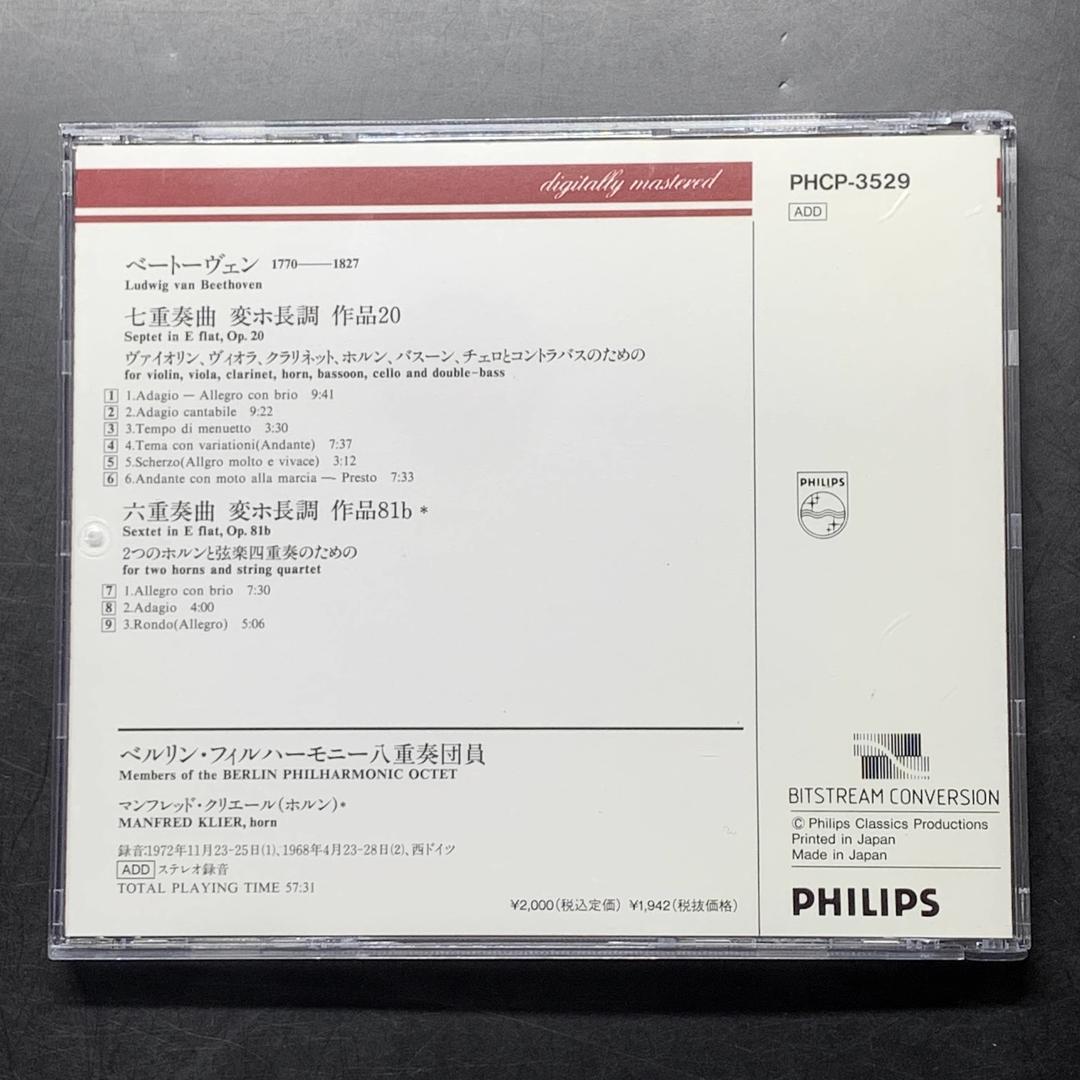 digitally mastered
PHCP-3529
ADD
ベートーヴェン 1770——1827
Ludwig van Beethoven
七重奏曲 変ホ長調 作品20
Septet in E flat, Op. 20
ヴァイオリン、ヴィオラ、クラリネット、ホルン、バスーン、チェロとコントラバスのための
for violin, viola, clarinet, horn, bassoon, cello and double-bass
1 1.Adagio — Allegro con brio 9:41
2 2.Adagio cantabile 9:22
3 3.Tempo di menuetto 3:30
4 4.Tema con variationi(Andante) 7:37
5 5.Scherzo(Allgro molto e vivace) 3:12
6 6.Andante con moto alla marcia — Presto 7:33
六重奏曲 変ホ長調 作品81b *
Sextet in E flat, Op. 81b
2つのホルンと弦楽四重奏のための
for two horns and string quartet
7 1.Allegro con brio 7:30
8 2.Adagio 4:00
9 3.Rondo(Allegro) 5:06
ベルリン・フィルハーモニー八重奏団員
Members of the BERLIN PHILHARMONIC OCTET
マンフレッド・クリエール(ホルン)*
MANFRED KLIER, horn
録音:1972年11月23-25日(1)、1968年4月23-28日(2)、西ドイツ
ADD ステレオ録音
TOTAL PLAYING TIME 57:31
¥2,000(税込定価) ¥1,942(税抜価格)
PHILIPS
BITSTREAM CONVERSION
© Philips Classics Productions
Printed in Japan
Made in Japan
PHILIPS